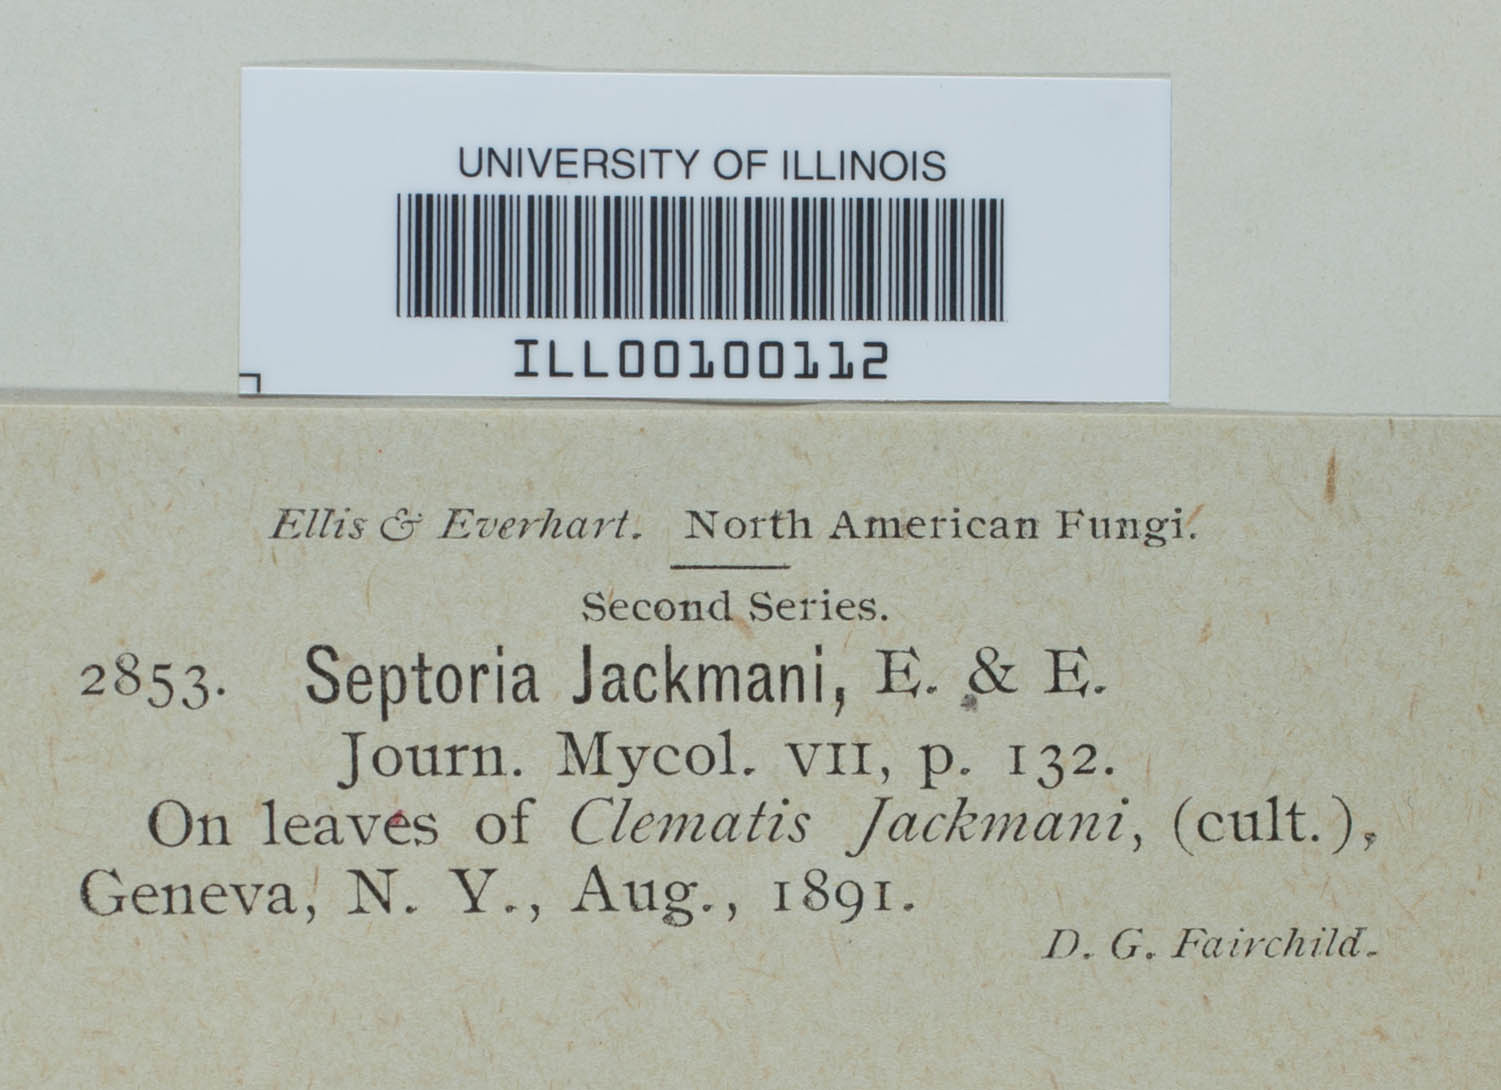 UNIVERSITY OF ILLINOIS
ILL00100112
Ellis & Everhart. North American Fungi.
Second Series.
2853. Septoria Jackmani, E. & E.
Journ. Mycol. VII, p. 132.
On leaves of Clematis Jackmani, (cult.),
Geneva, N. Y., Aug., 1891.
D. G. Fairchild.